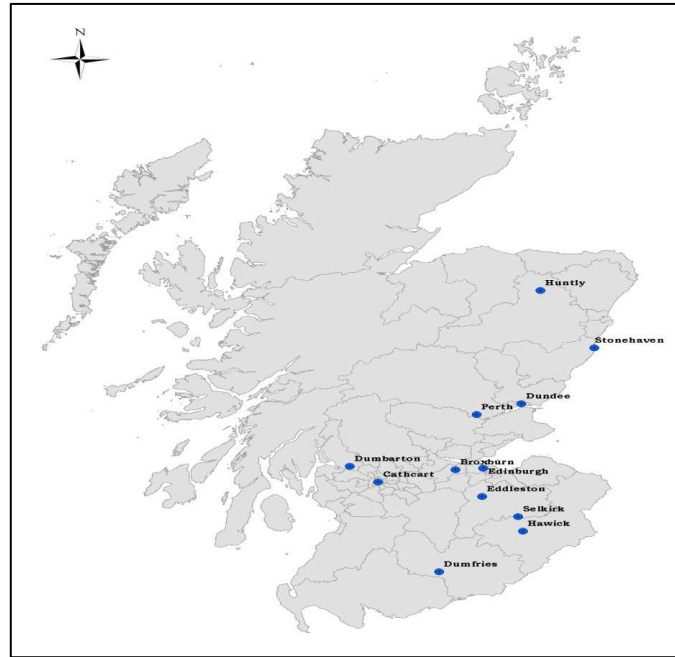 N
Huntly
Stonehaven
Dundee
Perth
Dumbarton
Broxburn
Edinburgh
Cathcart
Eddleston
Selkirk
Hawick
Dumfries